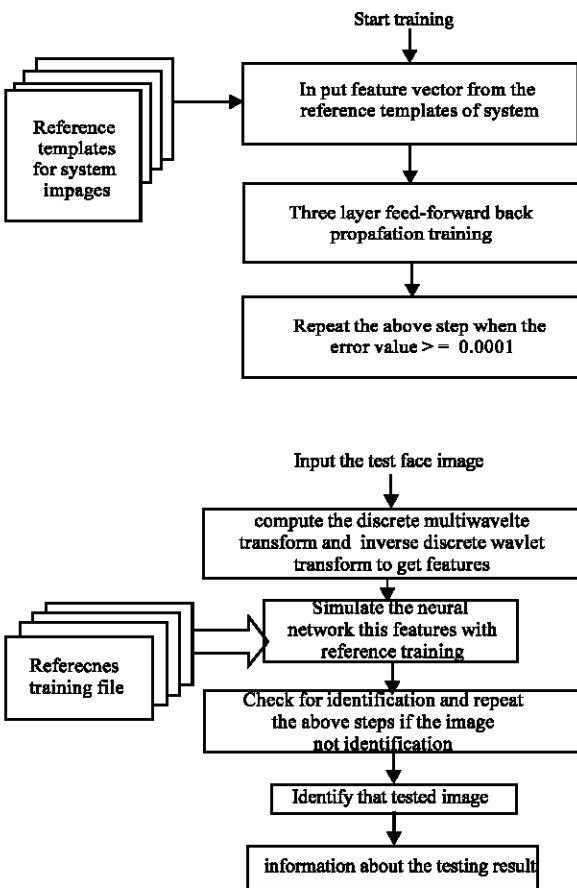 Start training
In put feature vector from the
reference templates of system
Reference
templates
for system
impages
Three layer feed-forward back
propafation training
Repeat the above step when the
error value > = 0.0001
Input the test face image
compute the discrete multiwavelte
transform and inverse discrete wavlet
transform to get features
Simulate the neural
network this features with
reference training
Referecnes
training file
Check for identification and repeat
the above steps if the image
not identification
Identify that tested image
information about the testing result